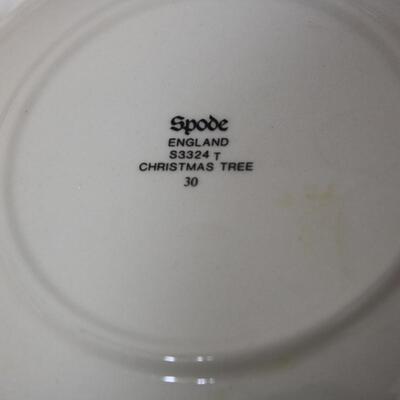 Spode
ENGLAND
S3324 T
CHRISTMAS TREE
30